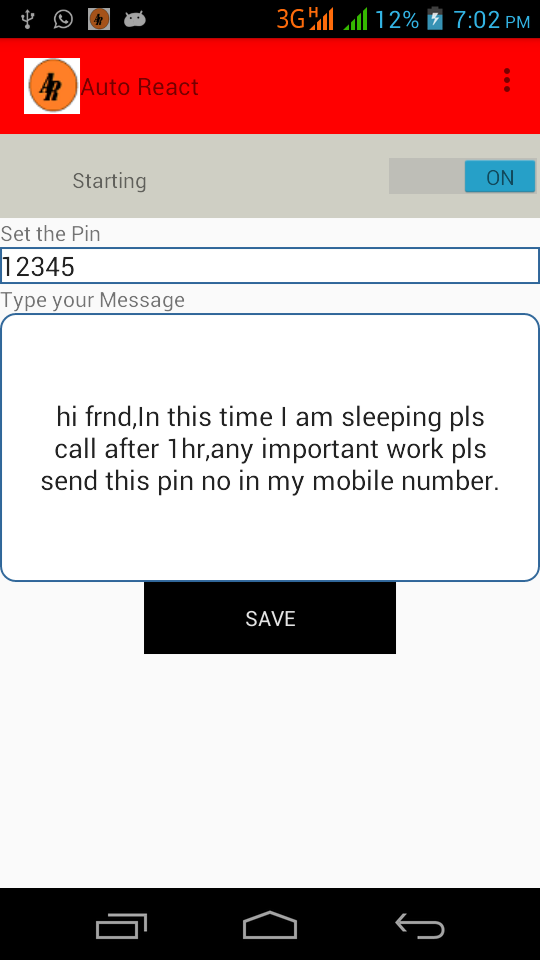 3G H 12% 7:02 PM
AR Auto React
Starting ON
Set the Pin
12345
Type your Message
hi frnd,In this time I am sleeping pls
call after 1hr,any important work pls
send this pin no in my mobile number.
SAVE